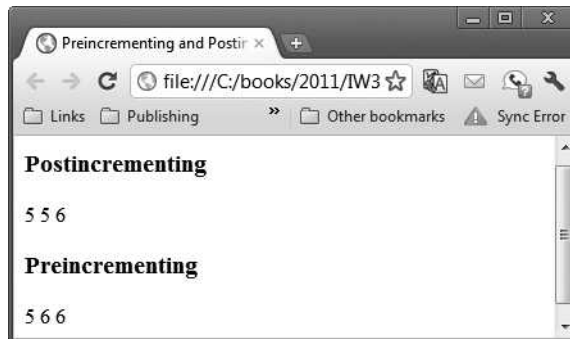 Preincrementing and Postir
file:///C:/books/2011/IW3
Links Publishing » Other bookmarks Sync Error
Postincrementing
5 5 6
Preincrementing
5 6 6